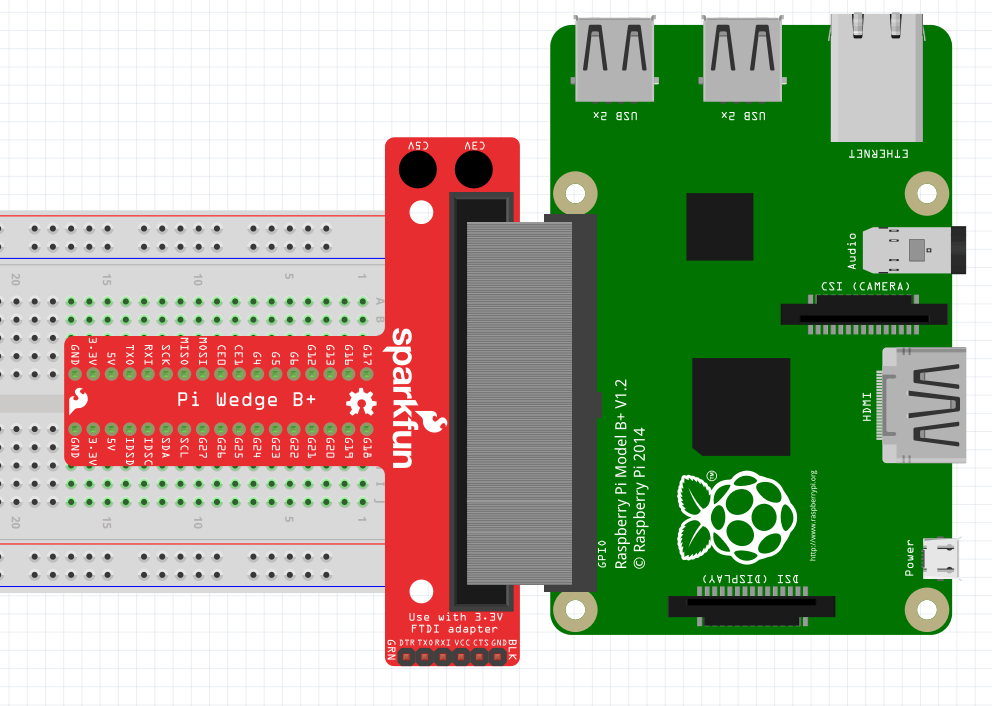 USB 2x
USB 2x
ETHERNET
C5V
C3V
Audio
CSI (CAMERA)
20
15
10
5
1
A
B
GND
3.3V
5V
TXO
RXI
SCK
MISO
MOSI
CE0
CE1
G4
G5
G6
G12
G13
G16
G17
Pi Wedge B+
sparkfun
GND
3.3V
5V
IDSD
IDSC
SDA
SCL
G27
G26
G25
G24
G22
G21
G20
G19
G18
I
J
20
15
10
5
1
HDMI
Raspberry Pi Model B+ V1.2
© Raspberry Pi 2014
TM
http://www.raspberrypi.org
GPIO
Power
DSI (DISPLAY)
Use with 3.3V
FTDI adapter
GRN
DTR
TXO
RXI
VCC
CTS
GND
BLK